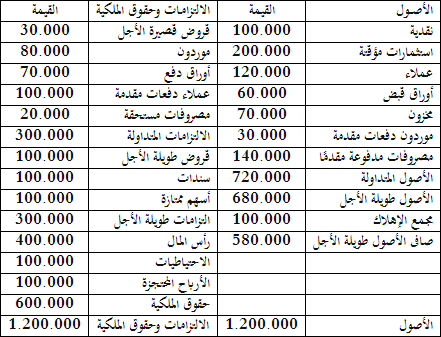 الأصول القيمة الالتزامات وحقوق الملكية القيمة
نقدية 100.000 قروض قصيرة الأجل 30.000
استثمارات مؤقتة 200.000 موردون 80.000
عملاء 120.000 أوراق دفع 70.000
أوراق قبض 60.000 عملاء دفعات مقدمة 100.000
مخزون 70.000 مصروفات مستحقة 20.000
موردون دفعات مقدمة 30.000 الالتزامات المتداولة 300.000
مصروفات مدفوعة مقدمًا 140.000 قروض طويلة الأجل 100.000
الأصول المتداولة 720.000 سندات 100.000
الأصول طويلة الأجل 680.000 أسهم ممتازة 100.000
مجمع الإهلاك 100.000 التزامات طويلة الأجل 300.000
صافى الأصول طويلة الأجل 580.000 رأس المال 400.000
الاحتياطيات 100.000
الأرباح المحتجزة 100.000
حقوق الملكية 600.000
الأصول 1.200.000 الالتزامات وحقوق الملكية 1.200.000